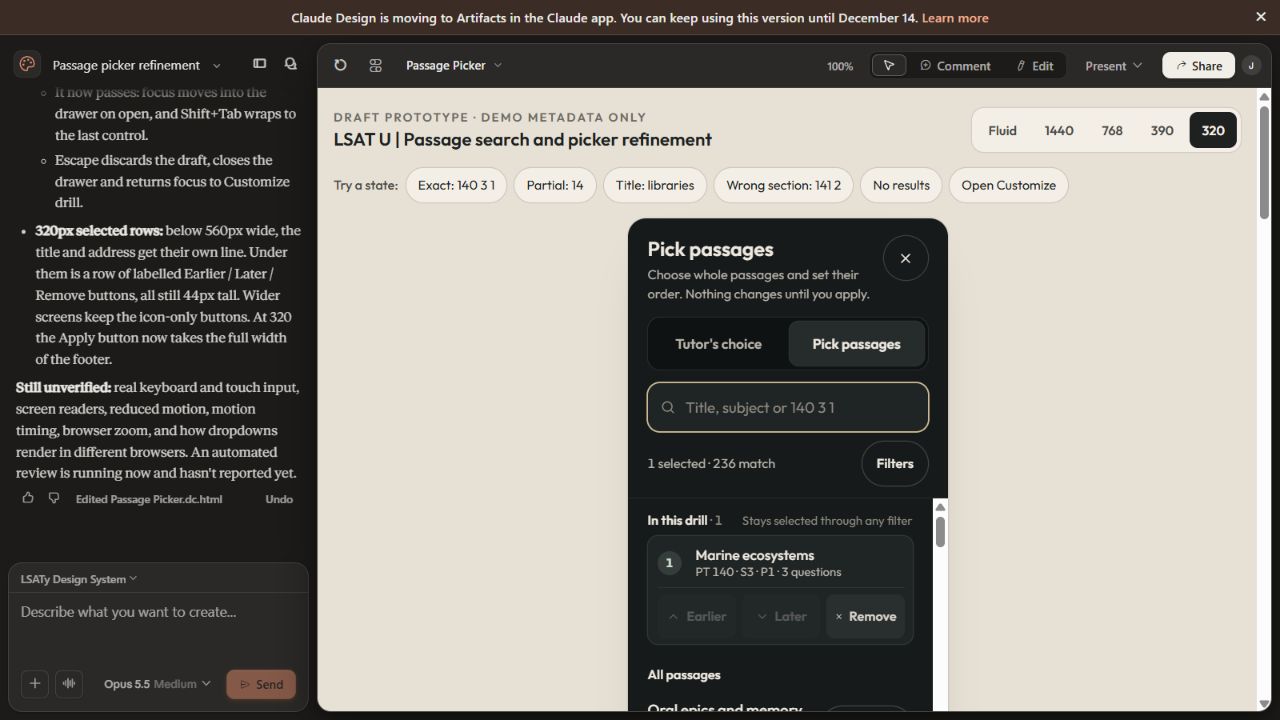 Claude Design is moving to Artifacts in the Claude app. You can keep using this version until December 14. Learn more
Passage picker refinement
It now passes: focus moves into the
drawer on open, and Shift+Tab wraps to
the last control.
Escape discards the draft, closes the
drawer and returns focus to Customize
drill.
320px selected rows: below 560px wide, the
title and address get their own line. Under
them is a row of labelled Earlier / Later /
Remove buttons, all still 44px tall. Wider
screens keep the icon-only buttons. At 320
the Apply button now takes the full width
of the footer.
Still unverified: real keyboard and touch input,
screen readers, reduced motion, motion
timing, browser zoom, and how dropdowns
render in different browsers. An automated
review is running now and hasn't reported yet.
Edited Passage Picker.dc.html
Undo
LSATy Design System
Describe what you want to create...
Opus 5.5 Medium
Send
Passage Picker
100%
Comment
Edit
Present
Share
J
DRAFT PROTOTYPE · DEMO METADATA ONLY
LSAT U | Passage search and picker refinement
Fluid 1440 768 390 320
Try a state: Exact: 140 3 1 Partial: 14 Title: libraries Wrong section: 141 2 No results Open Customize
Pick passages
Choose whole passages and set their
order. Nothing changes until you apply.
Tutor's choice
Pick passages
Title, subject or 140 3 1
1 selected · 236 match
Filters
In this drill · 1
Stays selected through any filter
1
Marine ecosystems
PT 140 · S3 · P1 · 3 questions
Earlier
Later
× Remove
All passages
Oral epics and memory